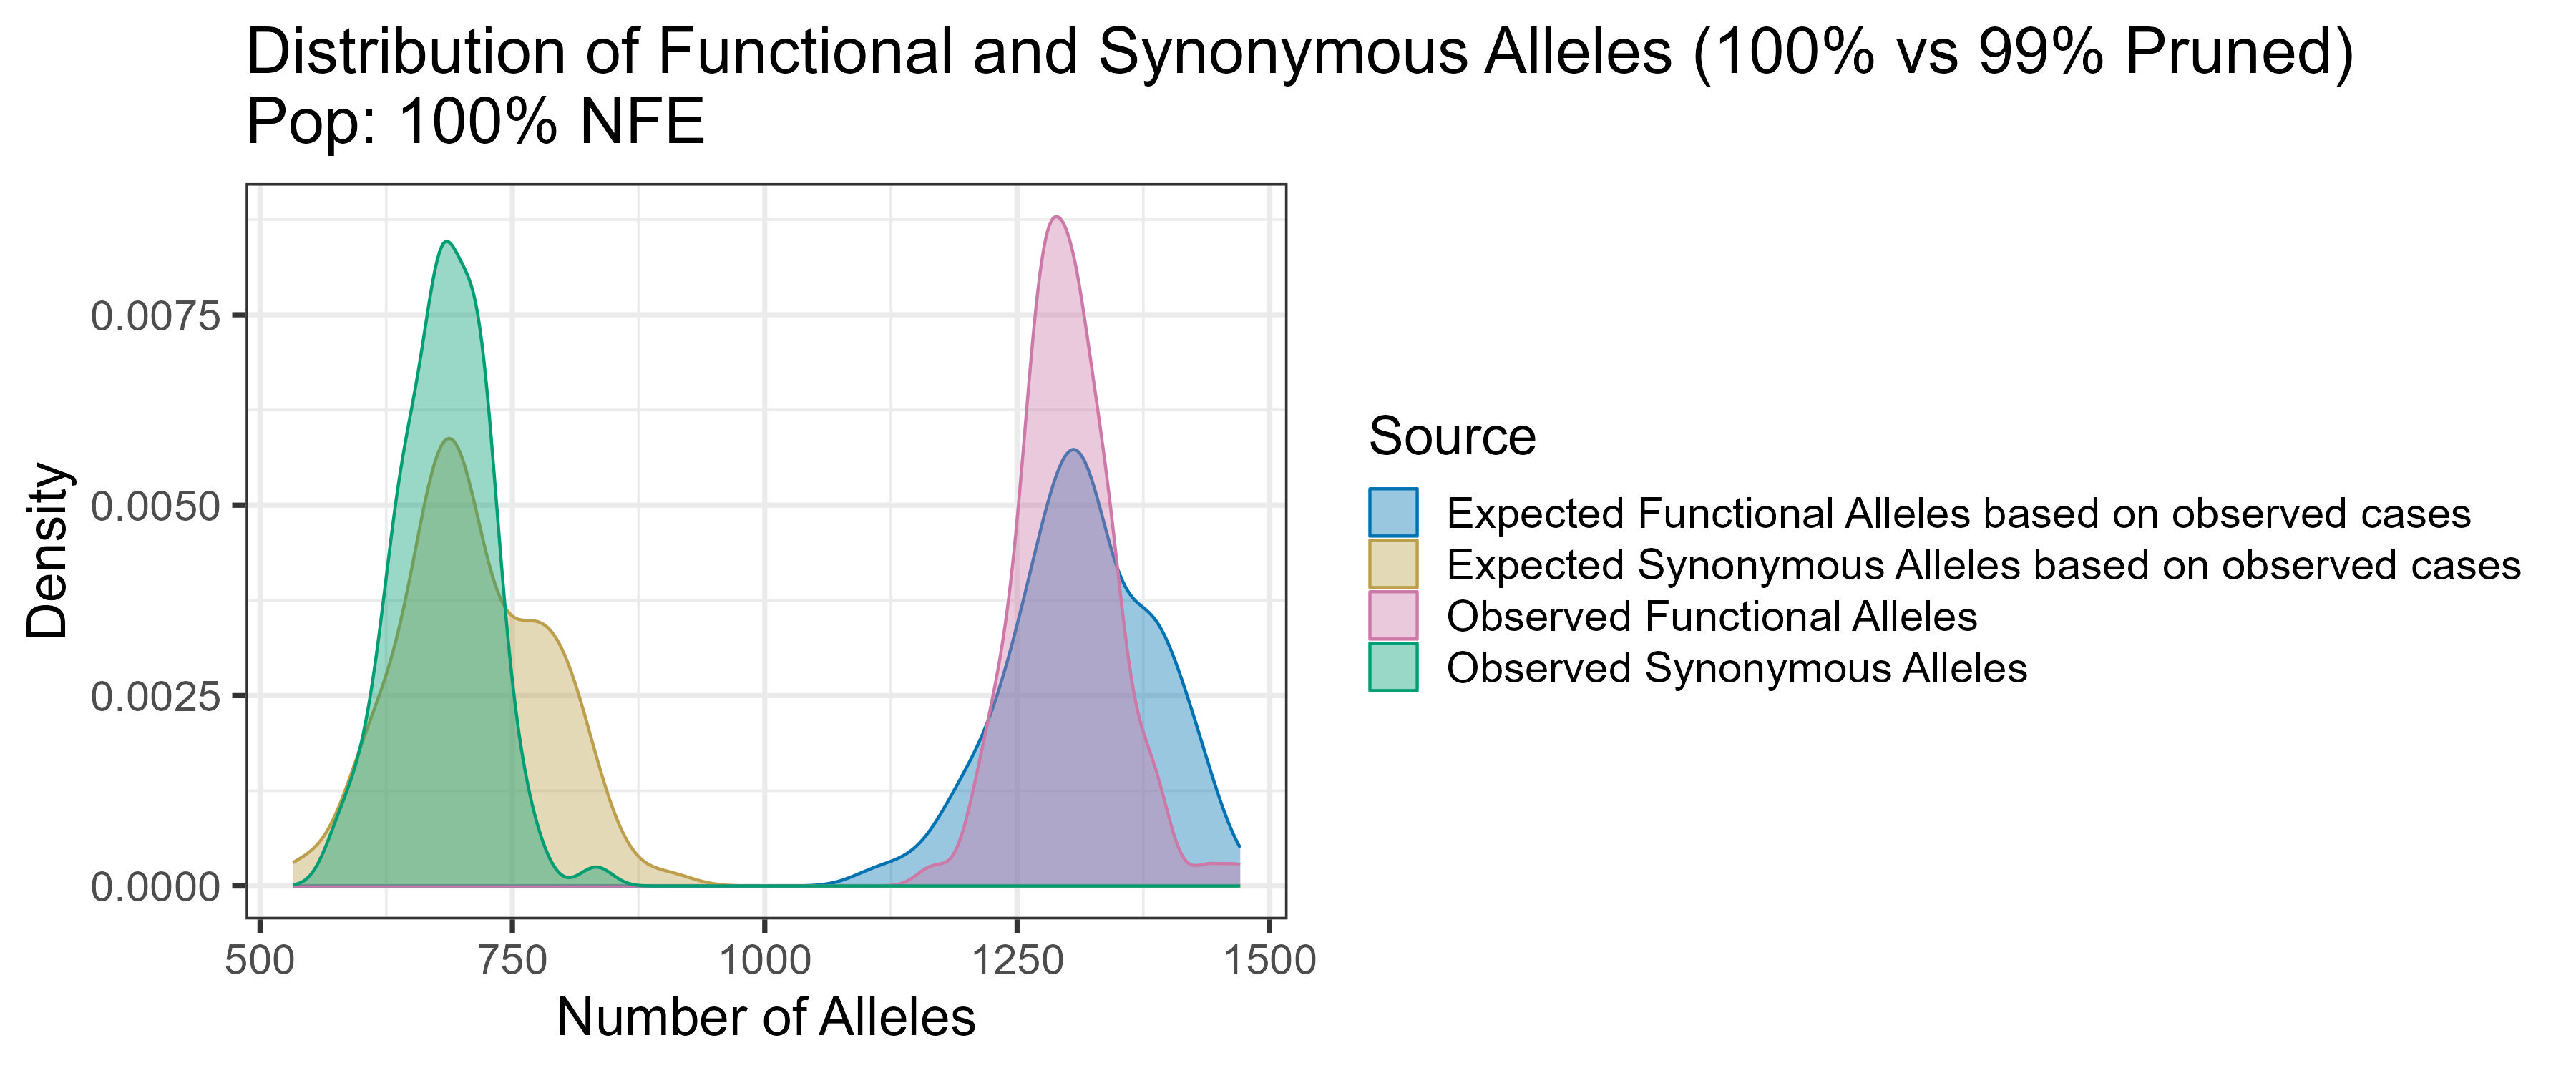 Distribution of Functional and Synonymous Alleles (100% vs 99% Pruned)
Pop: 100% NFE
0.0075
0.0050
0.0025
0.0000
Density
500
750
1000
1250
1500
Number of Alleles
Source
Expected Functional Alleles based on observed cases
Expected Synonymous Alleles based on observed cases
Observed Functional Alleles
Observed Synonymous Alleles